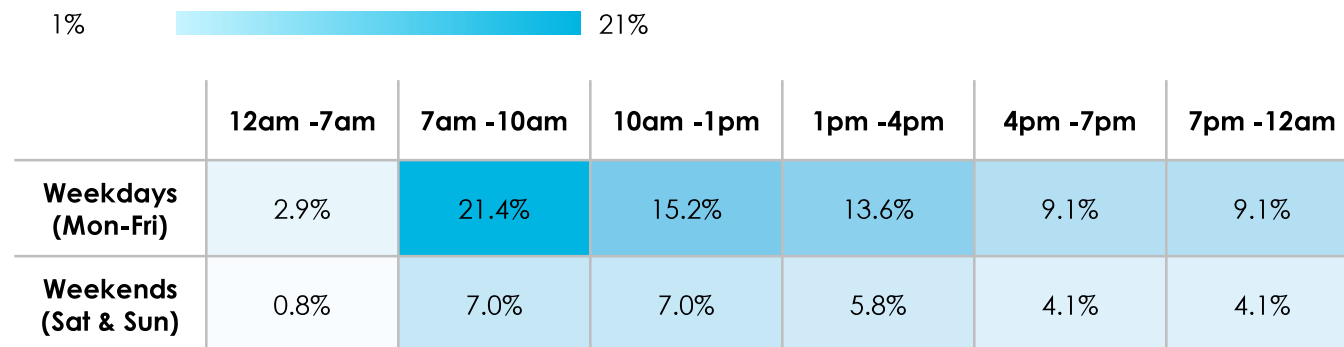 1% 21%
12am -7am 7am -10am 10am -1pm 1pm -4pm 4pm -7pm 7pm -12am
Weekdays
(Mon-Fri) 2.9% 21.4% 15.2% 13.6% 9.1% 9.1%
Weekends
(Sat & Sun) 0.8% 7.0% 7.0% 5.8% 4.1% 4.1%